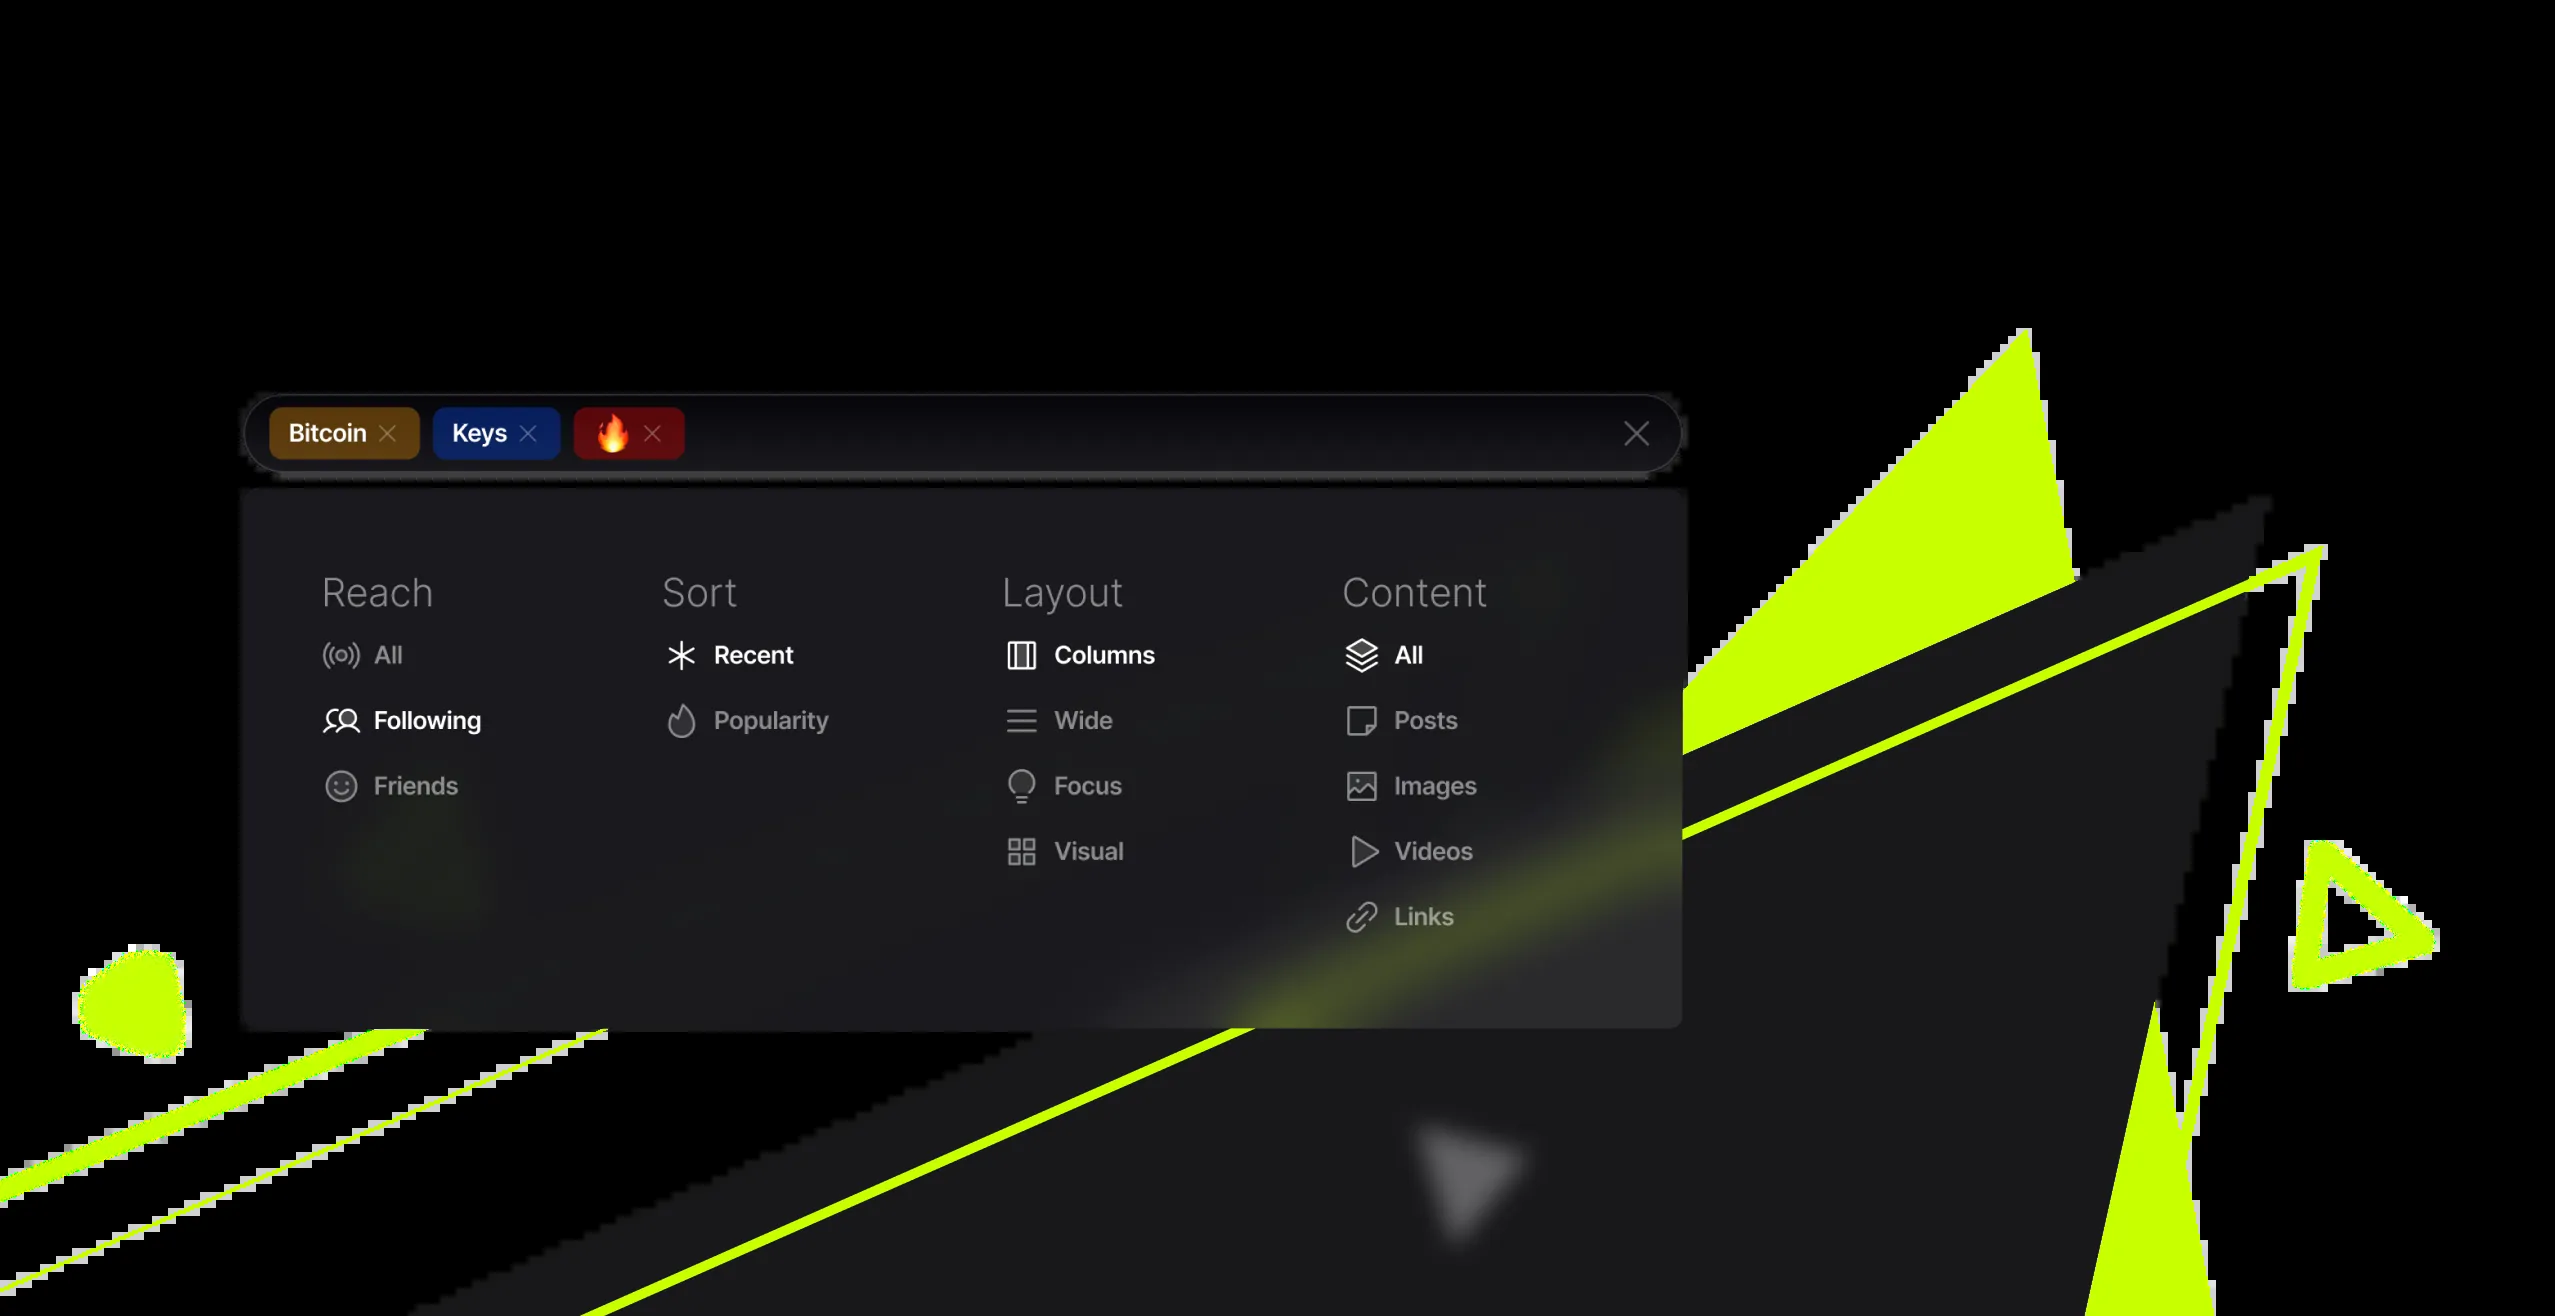 Bitcoin Keys 🔥
Reach
All
Following
Friends
Sort
Recent
Popularity
Layout
Columns
Wide
Focus
Visual
Content
All
Posts
Images
Videos
Links